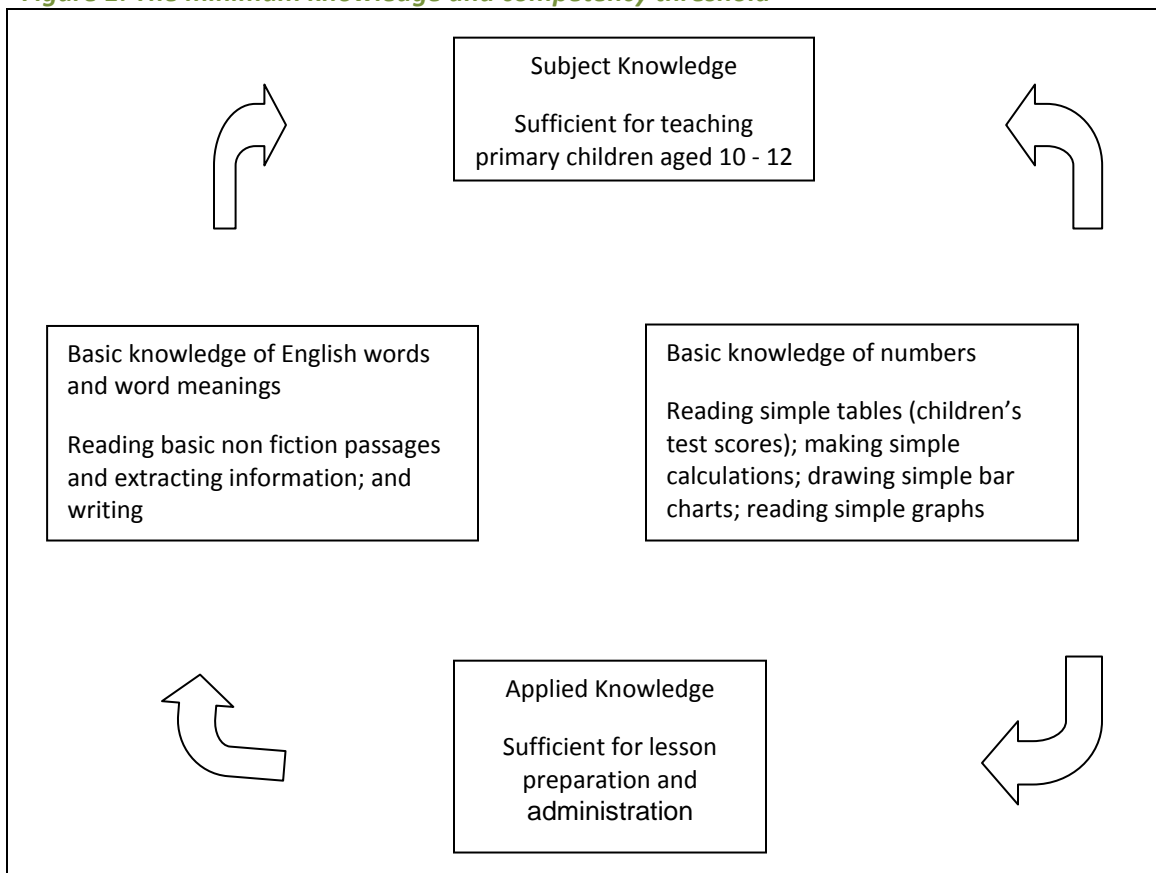 Subject Knowledge
Sufficient for teaching
primary children aged 10 - 12
Basic knowledge of English words
and word meanings
Reading basic non fiction passages
and extracting information; and
writing
Basic knowledge of numbers
Reading simple tables (children's
test scores); making simple
calculations; drawing simple bar
charts; reading simple graphs
Applied Knowledge
Sufficient for lesson
preparation and
administration